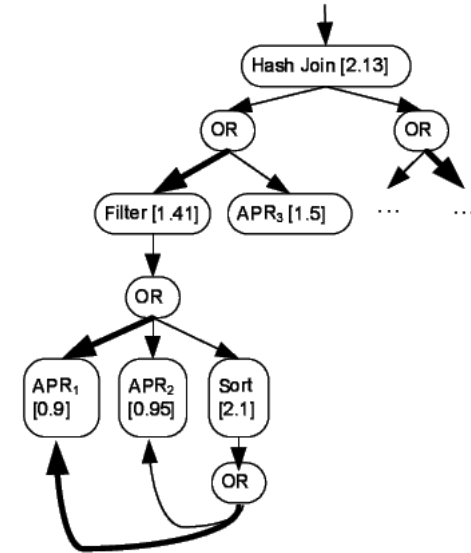 Hash Join [2.13]
OR
OR
Filter [1.41]
APR₃ [1.5]
...
...
OR
APR₁
[0.9]
APR₂
[0.95]
Sort
[2.1]
OR